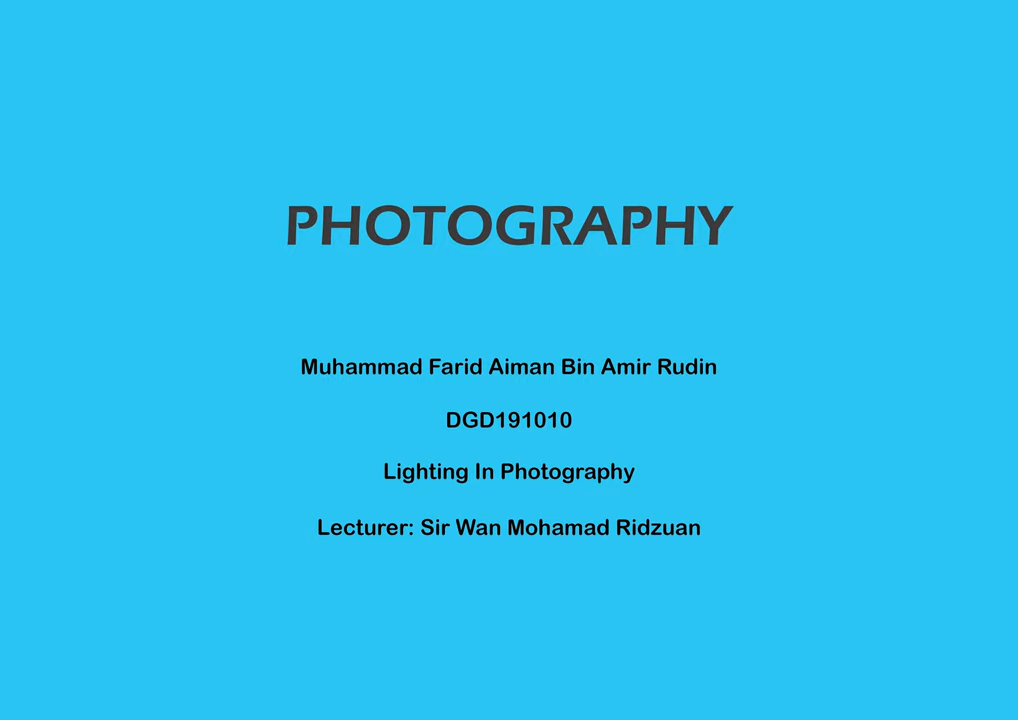 PHOTOGRAPHY
Muhammad Farid Aiman Bin Amir Rudin
DGD191010
Lighting In Photography
Lecturer: Sir Wan Mohamad Ridzuan